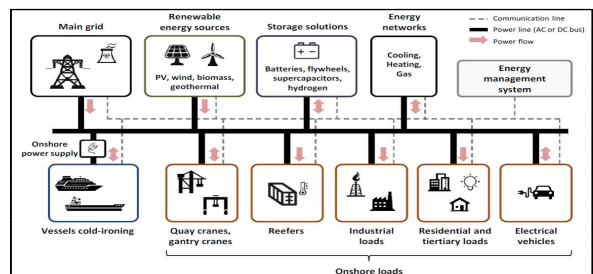 Main grid
Renewable
energy sources
Storage solutions
Energy
networks
Communication line
Power line (AC or DC bus)
Power flow
PV, wind, biomass,
geothermal
Batteries, flywheels,
supercapacitors,
hydrogen
Cooling,
Heating,
Gas
Energy
management
system
Onshore
power supply
Vessels cold-ironing
Quay cranes,
gantry cranes
Reefers
Industrial
loads
Residential and
tiertiary loads
Electrical
vehicles
Onshore loads